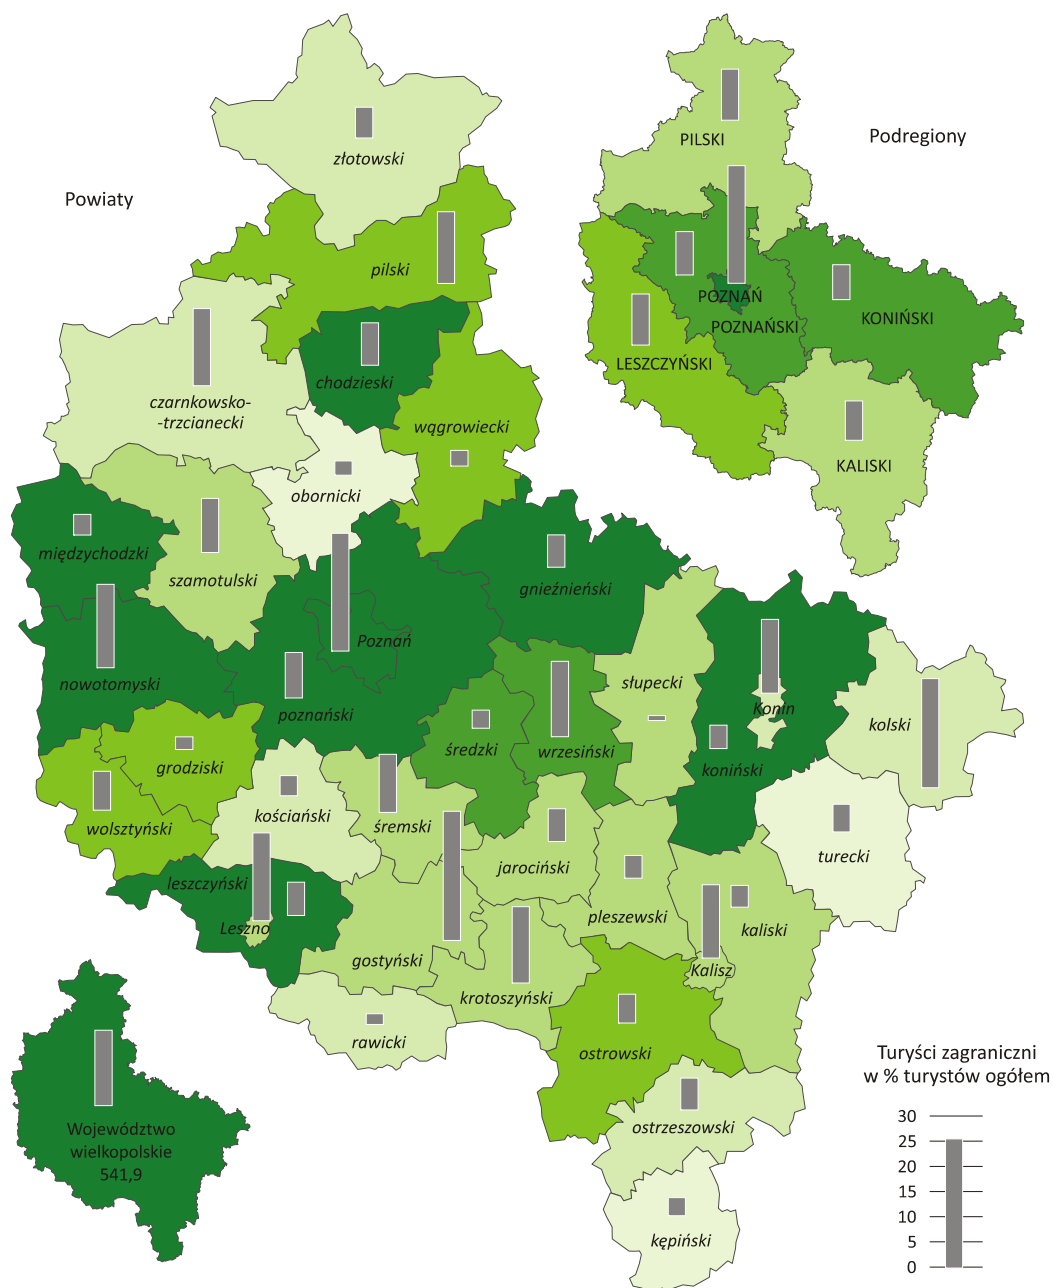 Powiaty
złotowski
pilski
czarnkowsko-
-trzcianecki
chodzieski
wągrowiecki
obornicki
międzychodzki
szamotulski
gnieźnieński
Poznań
nowotomyski
poznański
słupecki
Konin
kolski
średzki
wrzesiński
koniński
grodziski
wolsztyński
kościański
śremski
jarociński
turecki
leszczyński
Leszno
pleszewski
kaliski
Kalisz
gostyński
krotoszyński
rawicki
ostrowski
ostrzeszowski
kępiński
Podregiony
PILSKI
POZNAŃ
POZNAŃSKI
KONIŃSKI
LESZCZYŃSKI
KALISKI
Województwo
wielkopolskie
541,9
Turyści zagraniczni
w % turystów ogółem
30
25
20
15
10
5
0